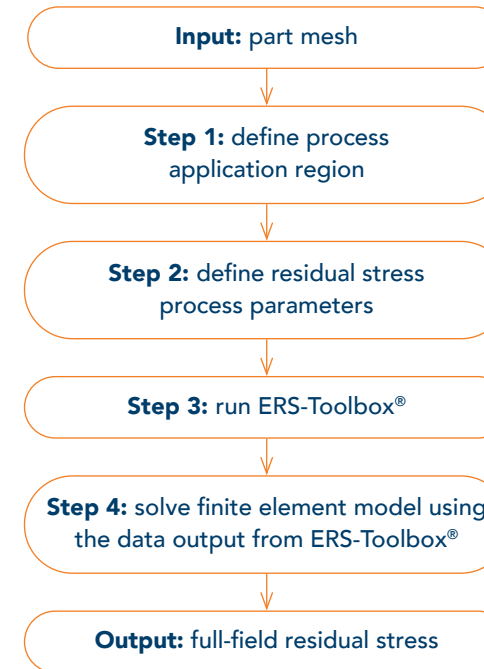 Input: part mesh
Step 1: define process
application region
Step 2: define residual stress
process parameters
Step 3: run ERS-Toolbox®
Step 4: solve finite element model using
the data output from ERS-Toolbox®
Output: full-field residual stress